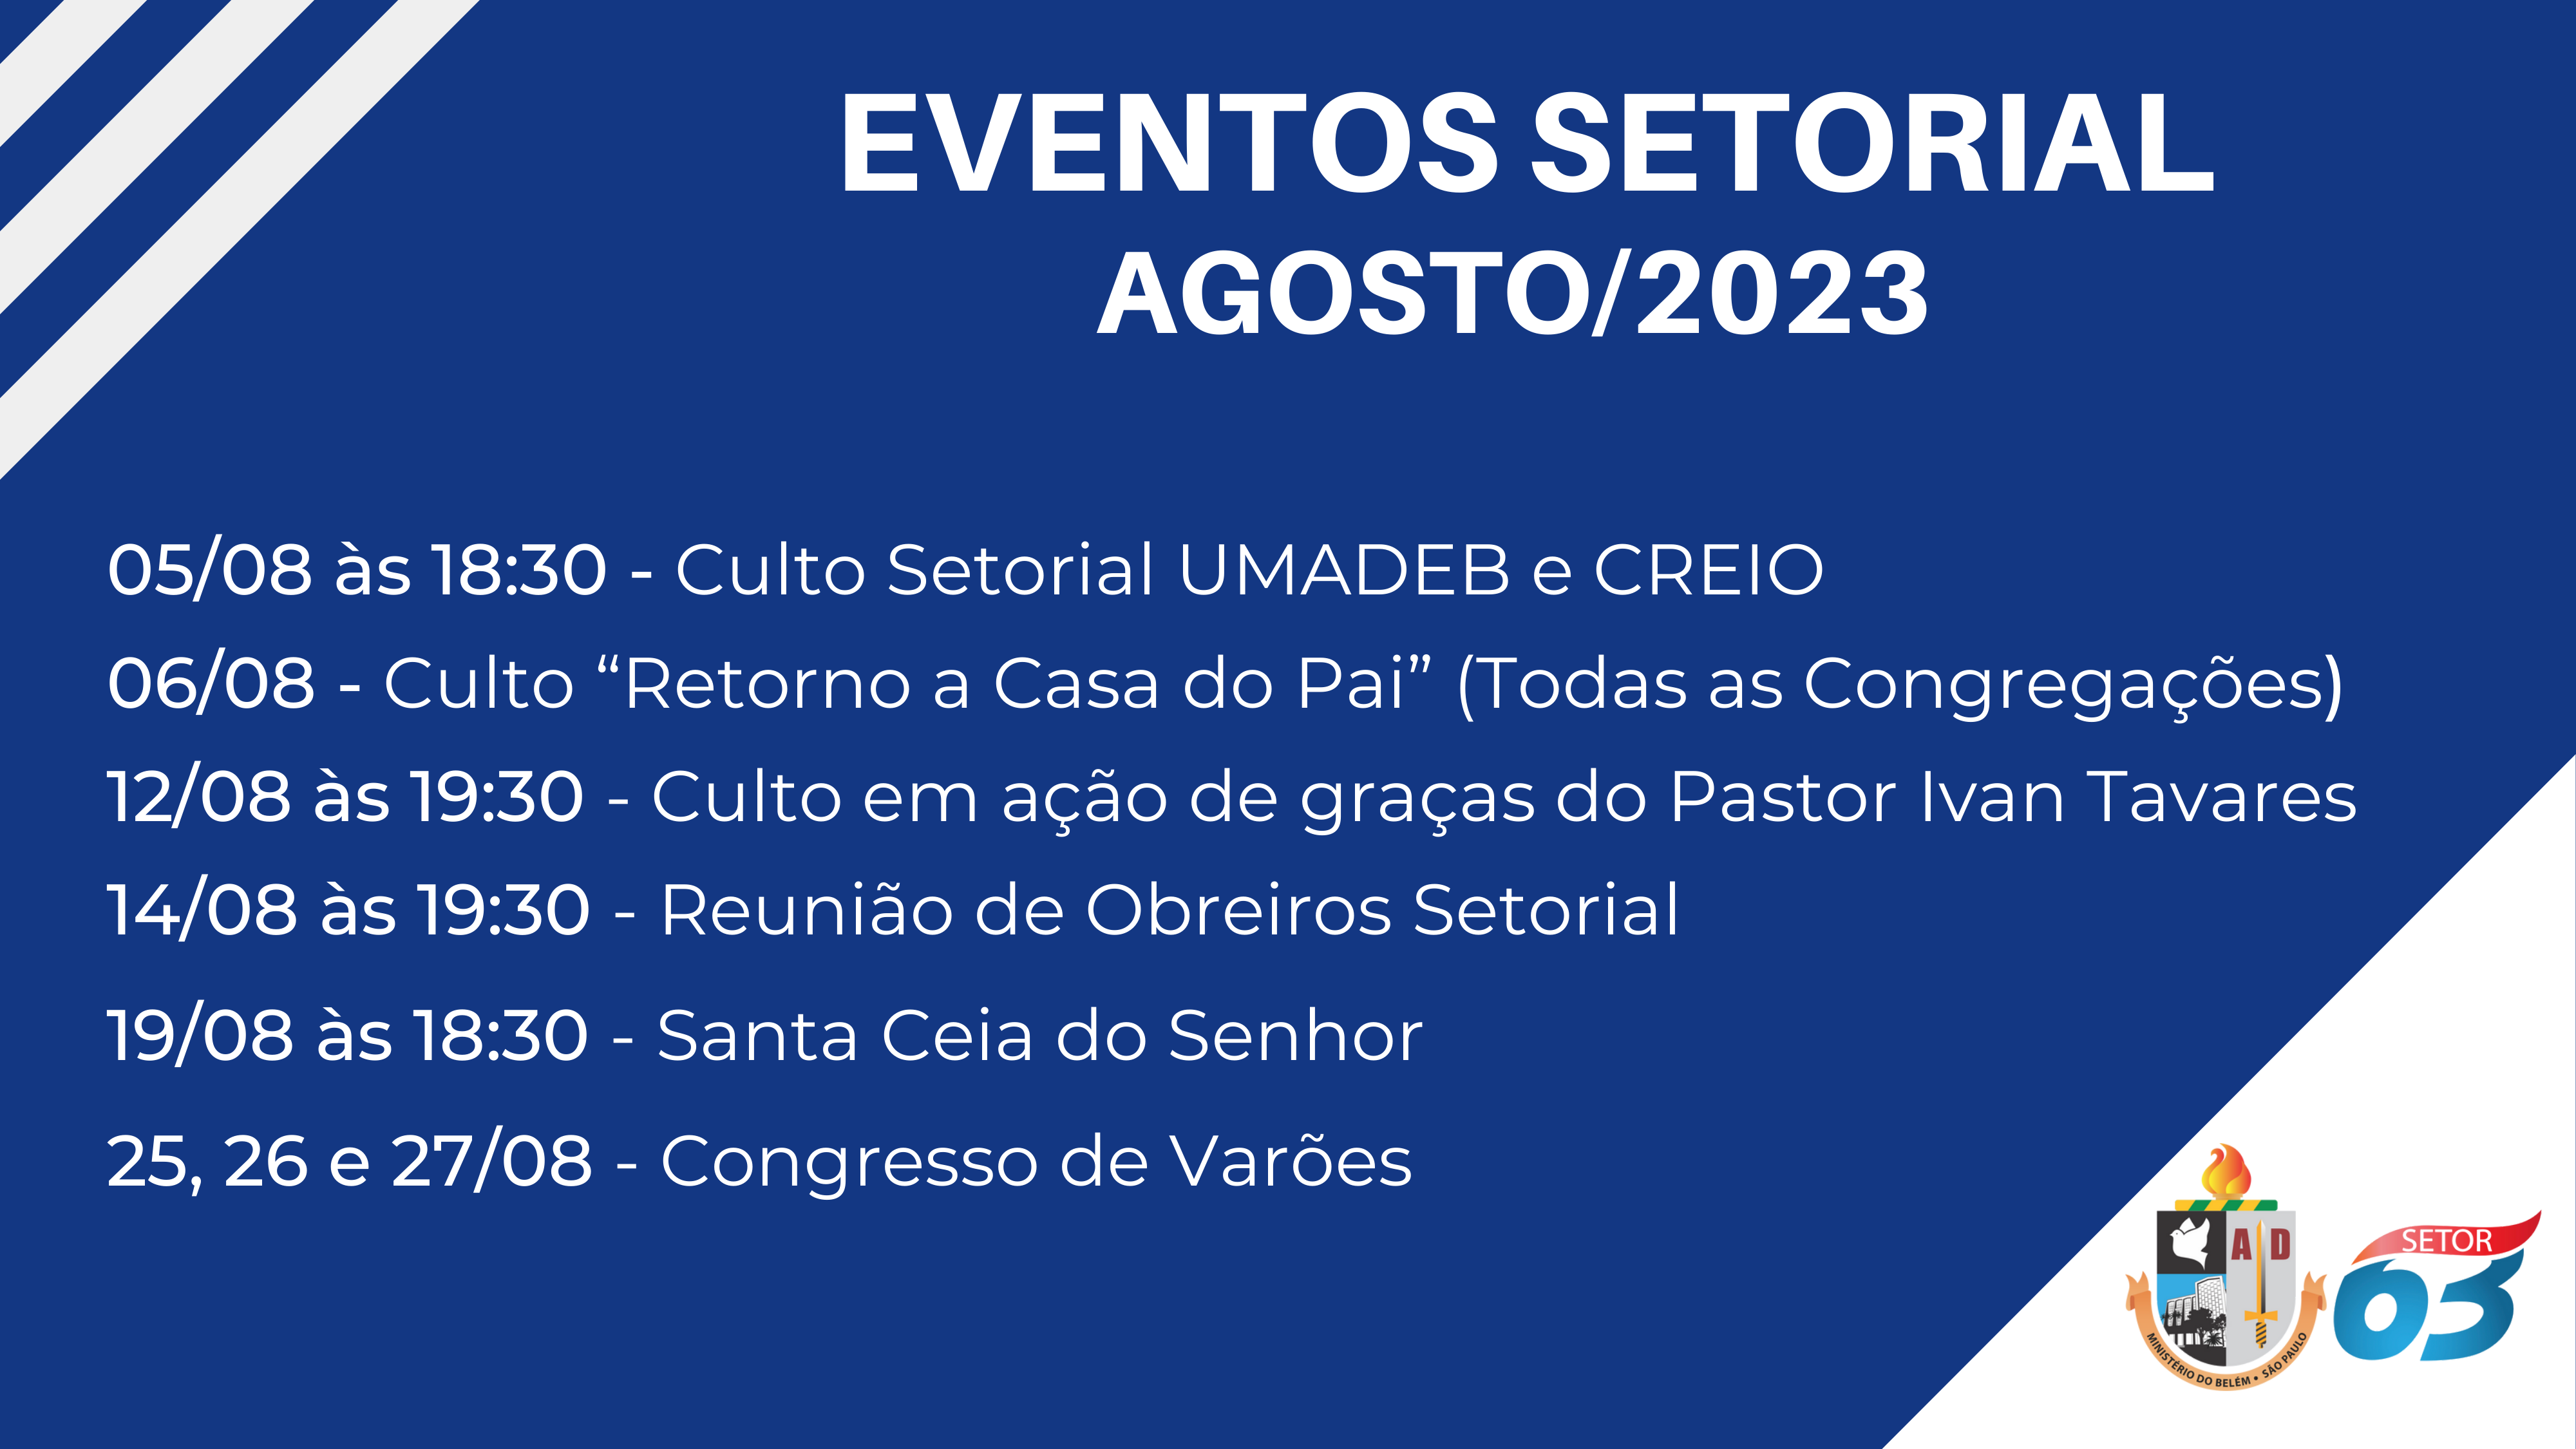 EVENTOS SETORIAL
AGOSTO/2023
05/08 às 18:30 - Culto Setorial UMADEB e CREIO
06/08 - Culto “Retorno a Casa do Pai” (Todas as Congregações)
12/08 às 19:30 - Culto em ação de graças do Pastor Ivan Tavares
14/08 às 19:30 - Reunião de Obreiros Setorial
19/08 às 18:30 - Santa Ceia do Senhor
25, 26 e 27/08 - Congresso de Varões
A D
MINISTÉRIO DO BELÉM • SÃO PAULO
SETOR
03